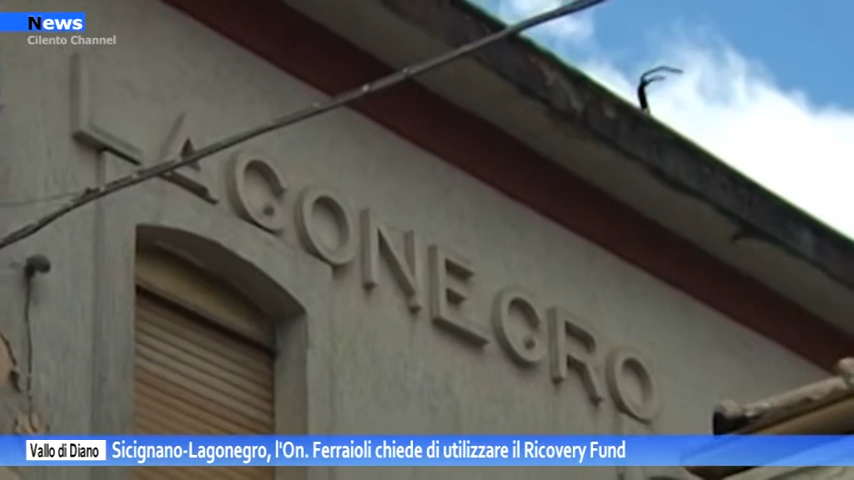 News
Cilento Channel
LAGONEGRO
Vallo di Diano
Sicignano-Lagonegro, l'On. Ferraioli chiede di utilizzare il Ricovery Fund